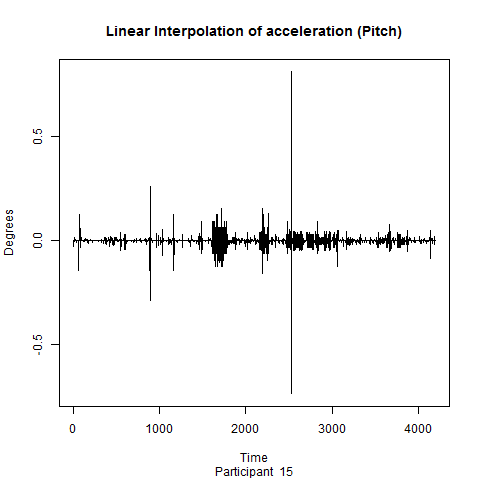 Linear Interpolation of acceleration (Pitch)
0.5
0.0
-0.5
Degrees
0 1000 2000 3000 4000
Time
Participant 15